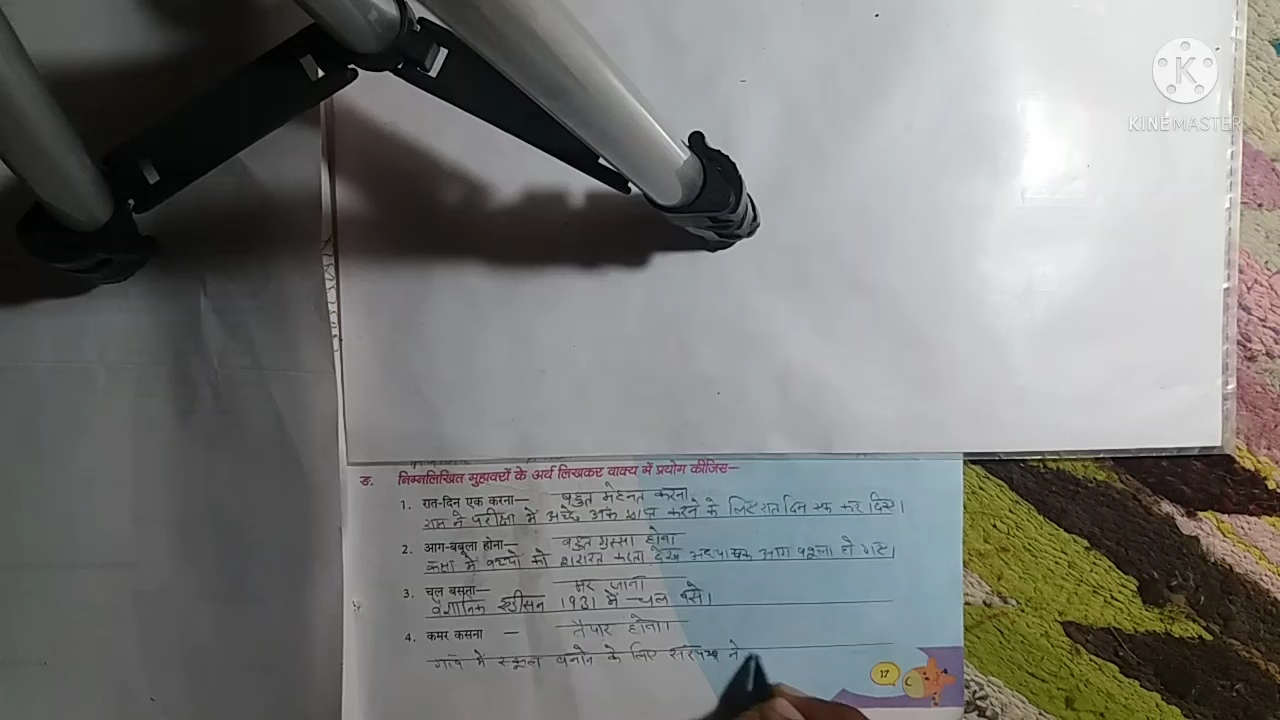 KINEMASTER
ङ. निम्नलिखित मुहावरों के अर्थ लिखकर वाक्य में प्रयोग कीजिए—
1. रात-दिन एक करना— बहुत मेहनत करना
राम ने परीक्षा में अच्छे अंक प्राप्त करने के लिए रात दिन एक कर दिए।
2. आग-बबूला होना— बहुत गुस्सा होना
कक्षा में बच्चों को शरारत करता देख अध्यापक आग बबूला हो गए।
3. चल बसना— मर जाना
वैज्ञानिक एडीसन 1931 में चल बसे।
4. कमर कसना — तैयार होना।
गाँव में स्कूल बनाने के लिए सरपंच ने
17